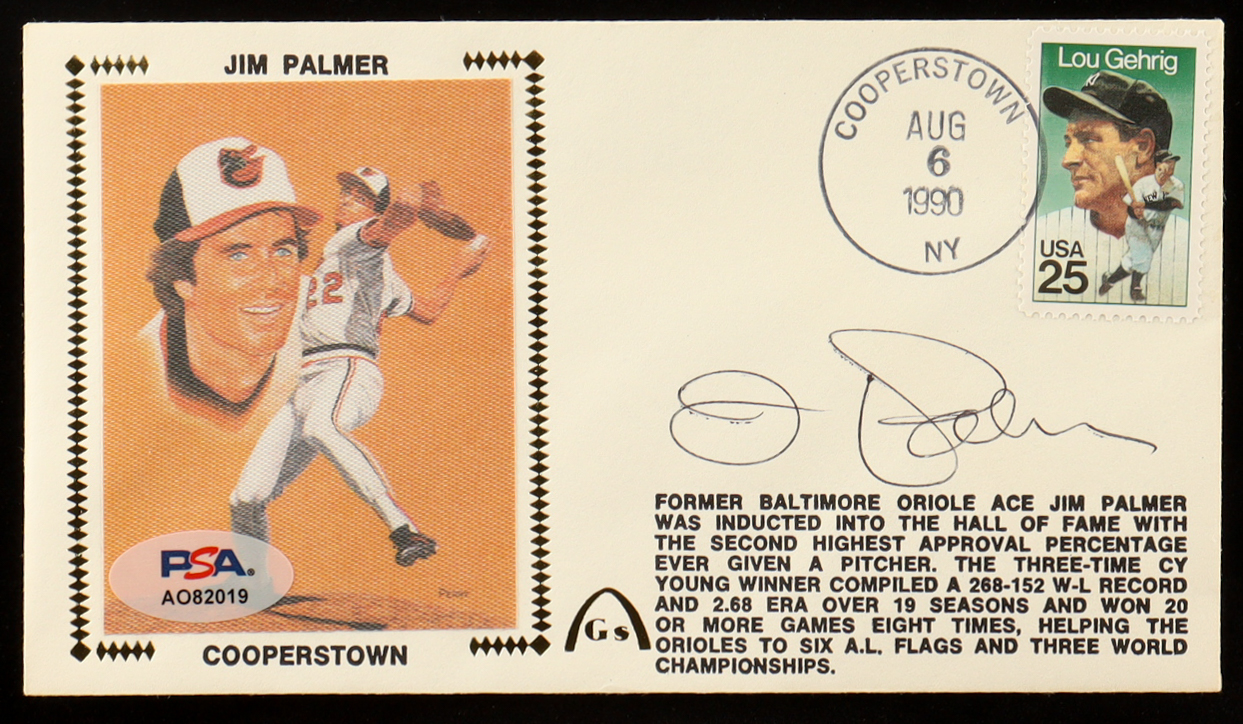 JIM PALMER
22
PSA®
AO82019
COOPERSTOWN
COOPERSTOWN
AUG
6
1990
NY
Lou Gehrig
USA
25
FORMER BALTIMORE ORIOLE ACE JIM PALMER
WAS INDUCTED INTO THE HALL OF FAME WITH
THE SECOND HIGHEST APPROVAL PERCENTAGE
EVER GIVEN A PITCHER. THE THREE-TIME CY
YOUNG WINNER COMPILED A 268-152 W-L RECORD
AND 2.68 ERA OVER 19 SEASONS AND WON 20
OR MORE GAMES EIGHT TIMES, HELPING THE
ORIOLES TO SIX A.L. FLAGS AND THREE WORLD
CHAMPIONSHIPS.
Gs